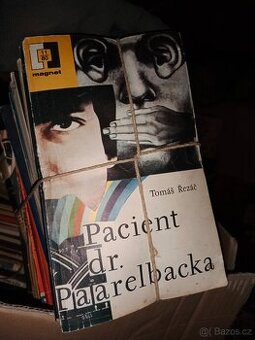 magnet
Tomáš Řezáč
Pacient
dr.
Paarelbacka
Bazos.cz